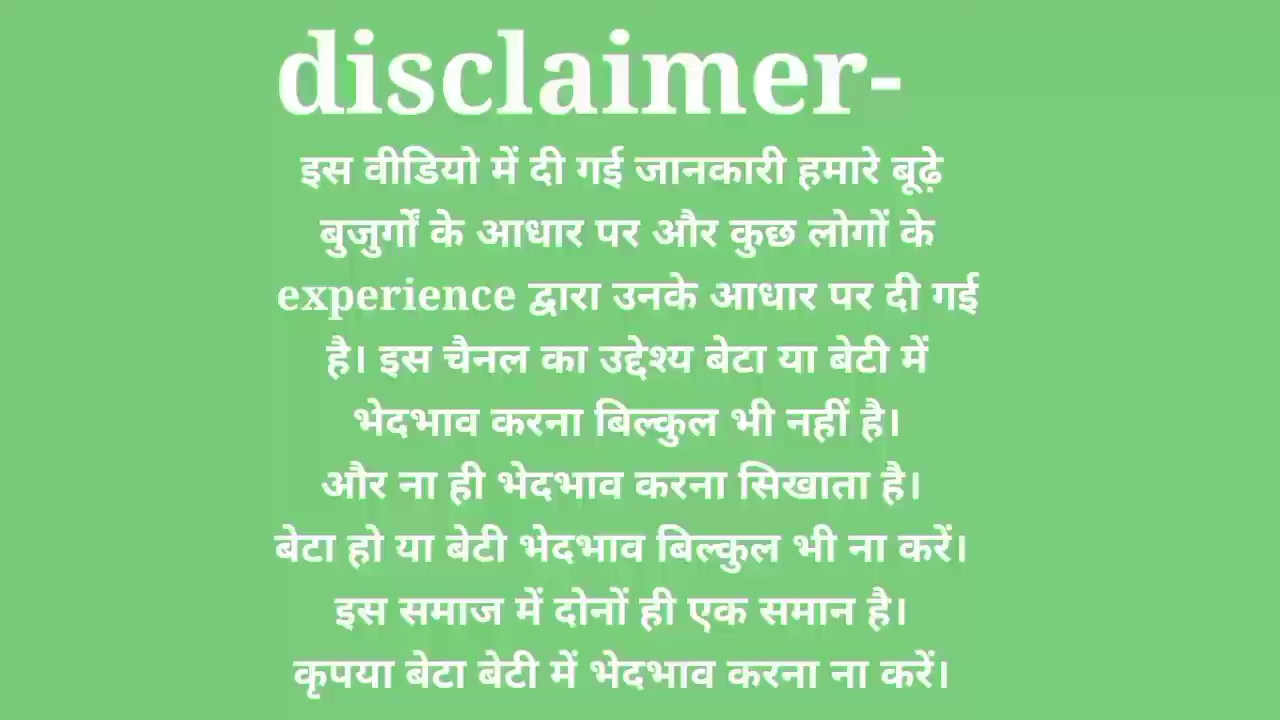 disclaimer-
इस वीडियो में दी गई जानकारी हमारे बूढ़े
बुजुर्गों के आधार पर और कुछ लोगों के
experience द्वारा उनके आधार पर दी गई
है। इस चैनल का उद्देश्य बेटा या बेटी में
भेदभाव करना बिल्कुल भी नहीं है।
और ना ही भेदभाव करना सिखाता है।
बेटा हो या बेटी भेदभाव बिल्कुल भी ना करें।
इस समाज में दोनों ही एक समान है।
कृपया बेटा बेटी में भेदभाव करना ना करें।